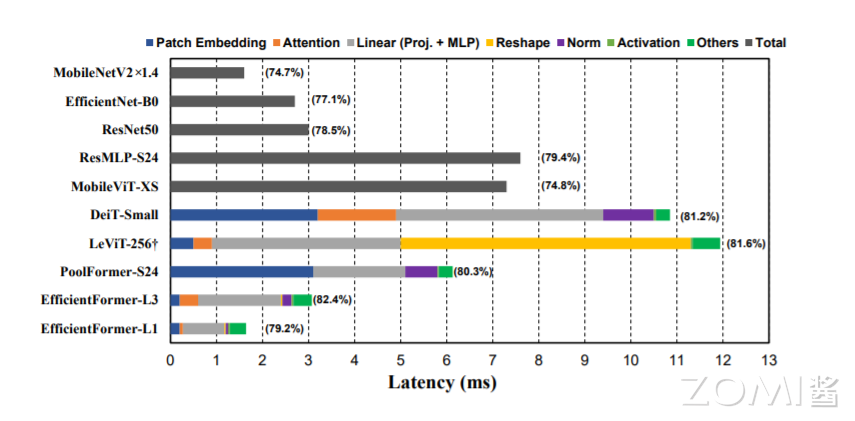 Patch Embedding Attention Linear (Proj. + MLP) Reshape Norm Activation Others Total
MobileNetV2×1.4 (74.7%)
EfficientNet-B0 (77.1%)
ResNet50 (78.5%)
ResMLP-S24 (79.4%)
MobileViT-XS (74.8%)
DeiT-Small (81.2%)
LeViT-256† (81.6%)
PoolFormer-S24 (80.3%)
EfficientFormer-L3 (82.4%)
EfficientFormer-L1 (79.2%)
0 1 2 3 4 5 6 7 8 9 10 11 12 13
Latency (ms)
ZOMI酱